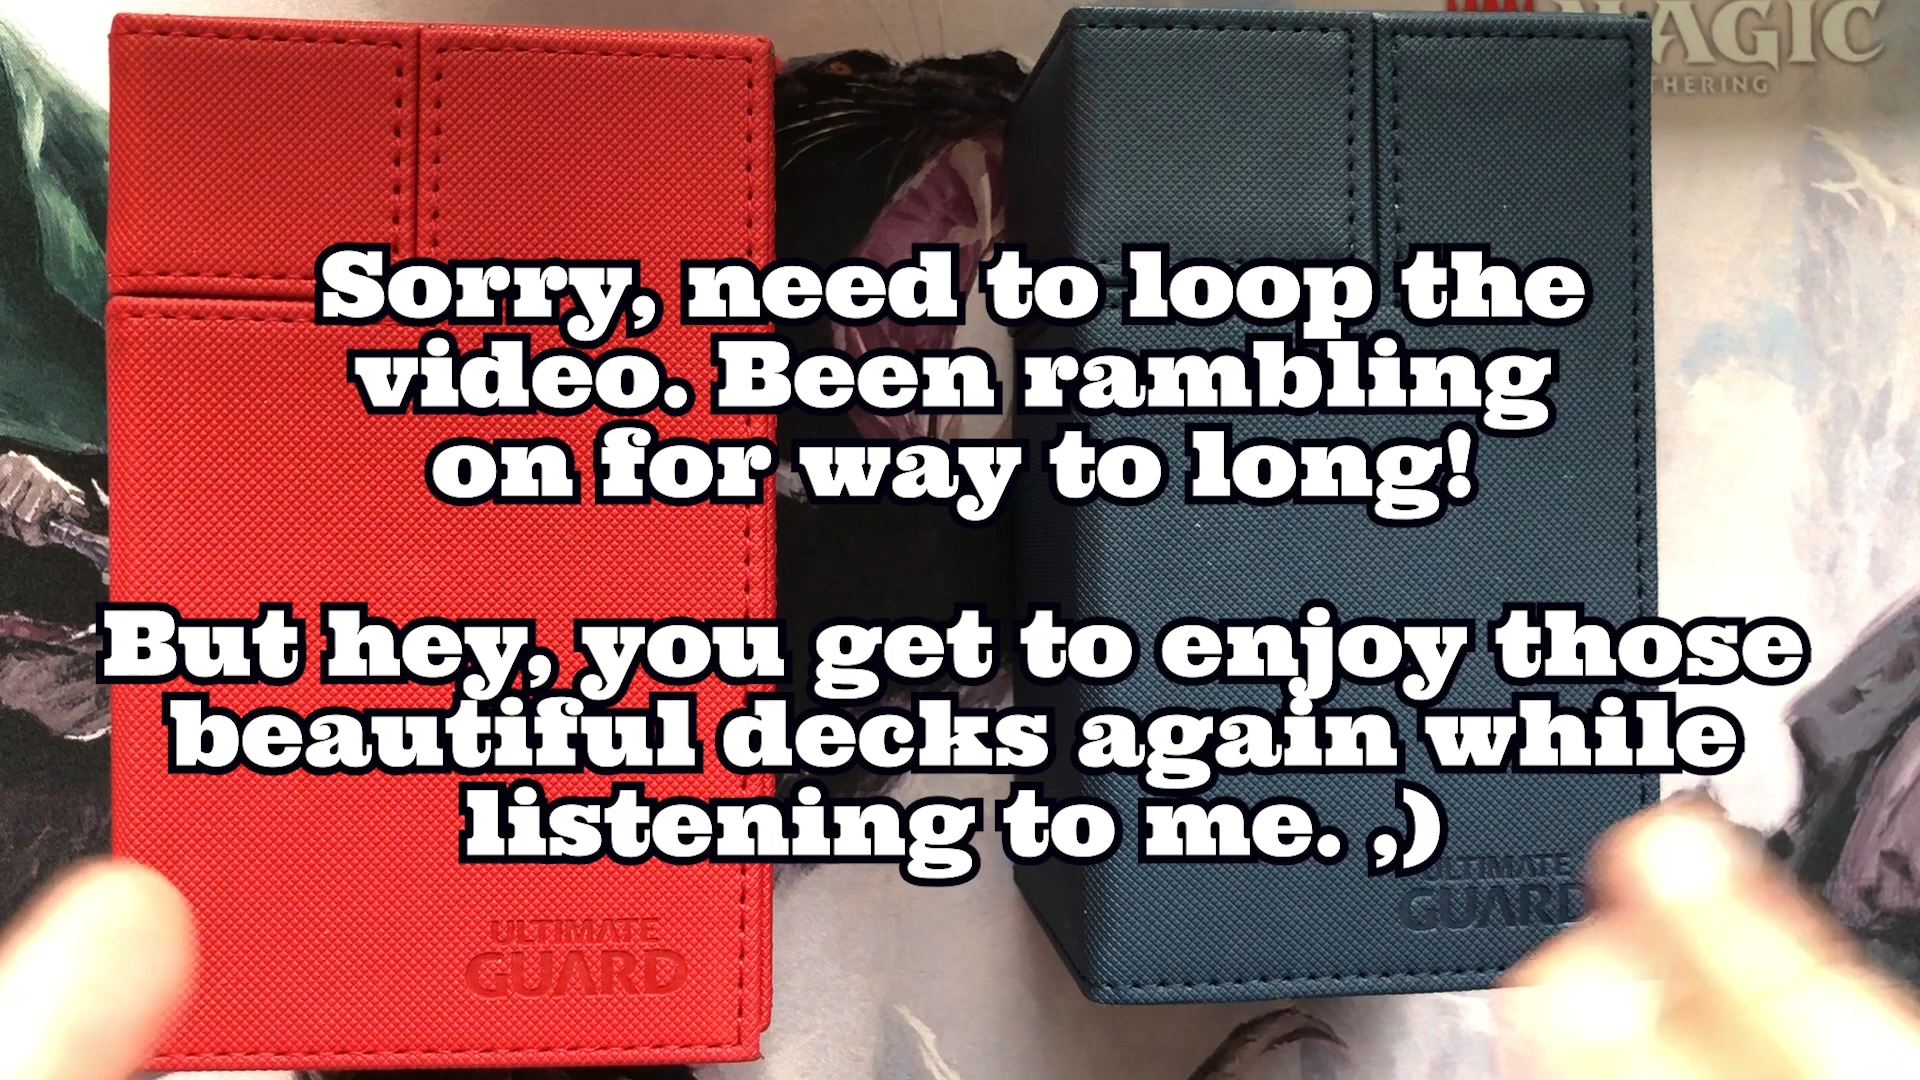 MAGIC
THERING
Sorry, need to loop the
video. Been rambling
on for way to long!
But hey, you get to enjoy those
beautiful decks again while
listening to me. ,)
ULTIMATE
GUARD
ULTIMATE
GUARD